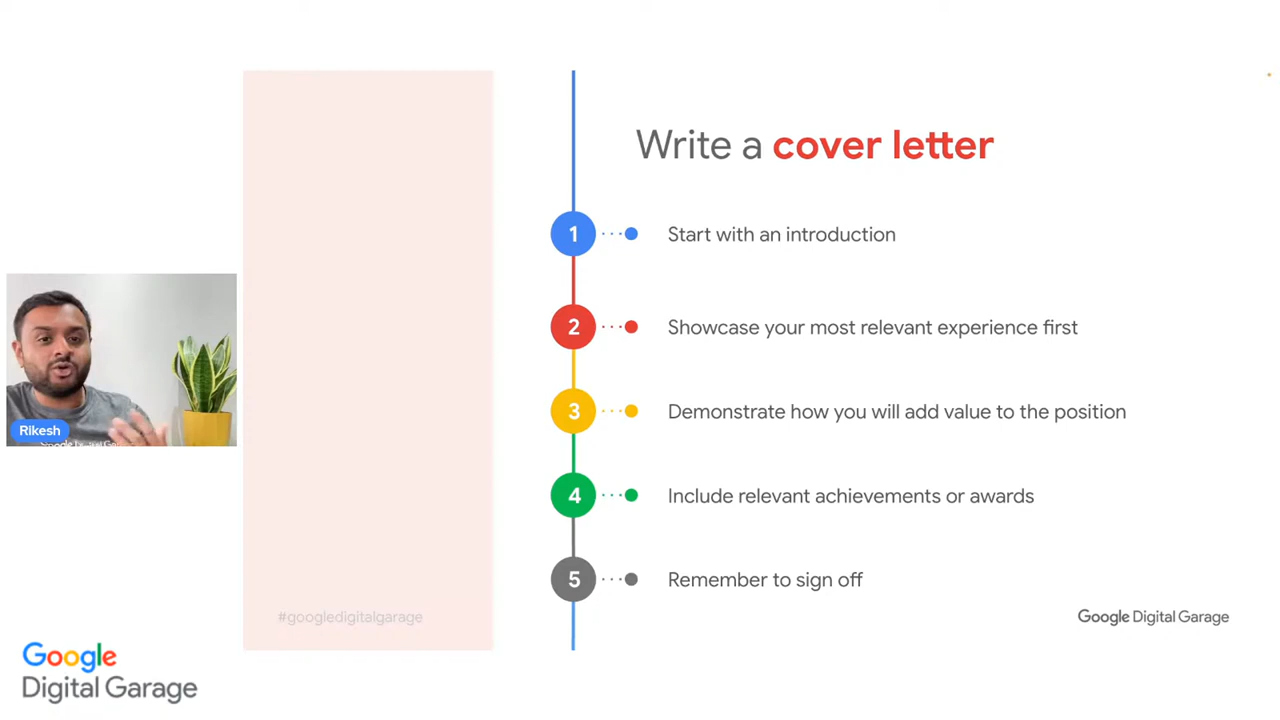 Write a cover letter
1
Start with an introduction
2
Showcase your most relevant experience first
3
Demonstrate how you will add value to the position
4
Include relevant achievements or awards
5
Remember to sign off
Rikesh
#googledigitalgarage
Google Digital Garage
Google
Digital Garage